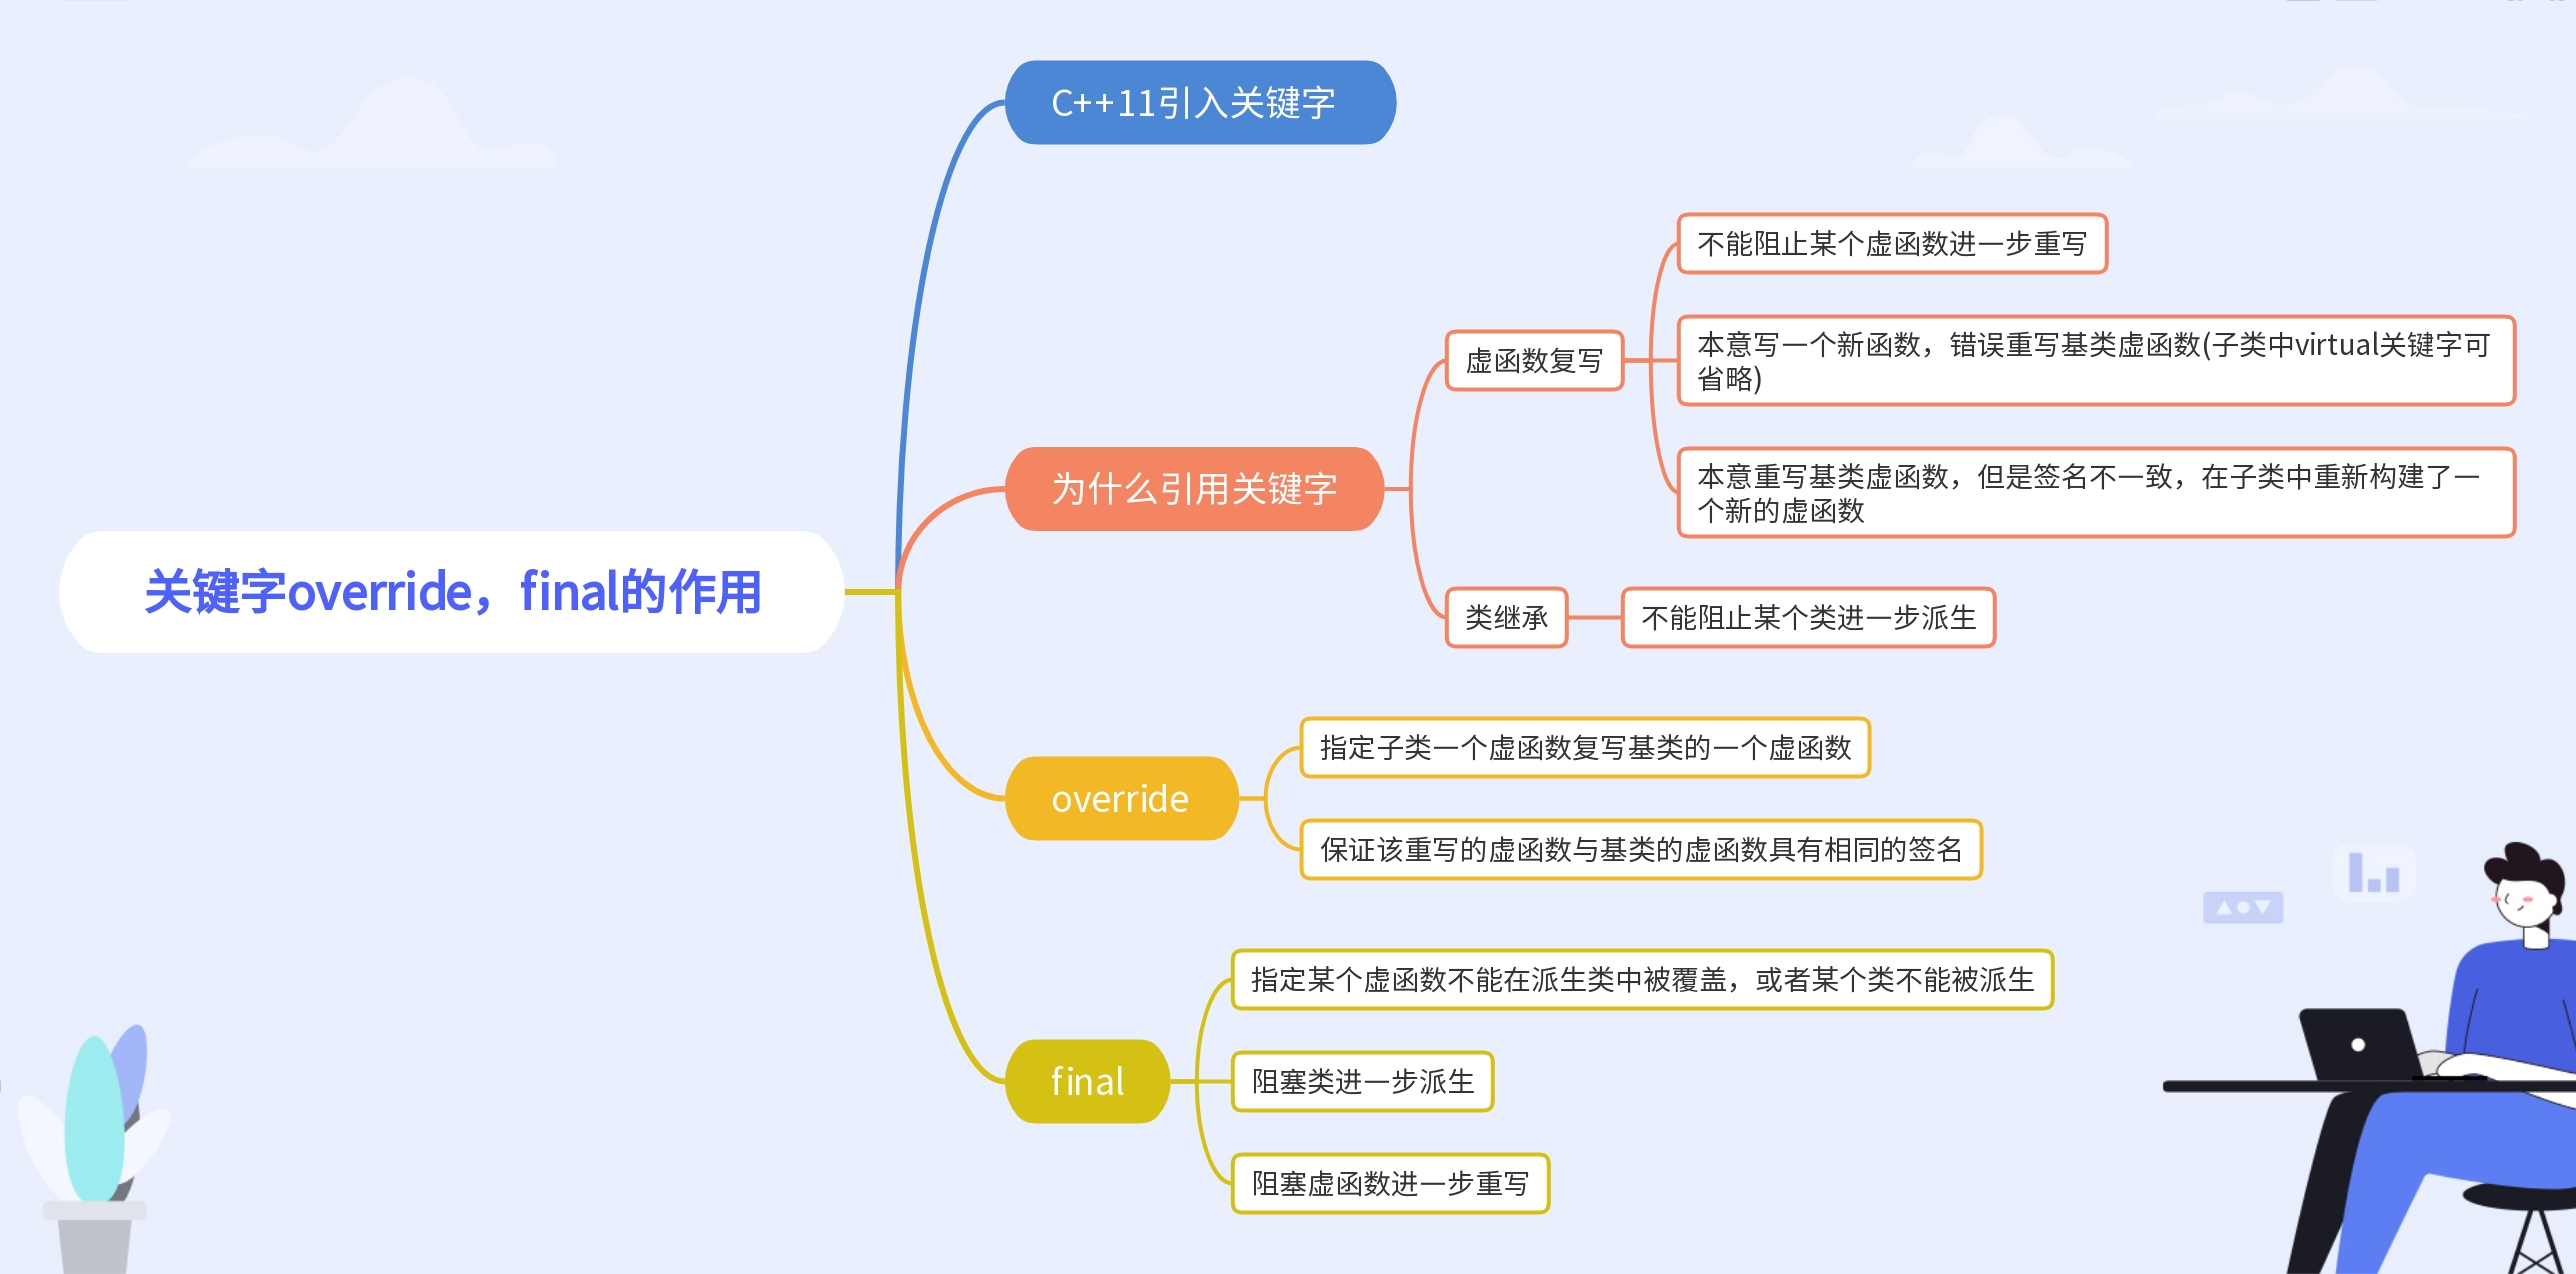 关键字override，final的作用
C++11引入关键字
为什么引用关键字
虚函数复写
不能阻止某个虚函数进一步重写
本意写一个新函数，错误重写基类虚函数(子类中virtual关键字可
省略)
本意重写基类虚函数，但是签名不一致，在子类中重新构建了一
个新的虚函数
类继承
不能阻止某个类进一步派生
override
指定子类一个虚函数复写基类的一个虚函数
保证该重写的虚函数与基类的虚函数具有相同的签名
final
指定某个虚函数不能在派生类中被覆盖，或者某个类不能被派生
阻塞类进一步派生
阻塞虚函数进一步重写